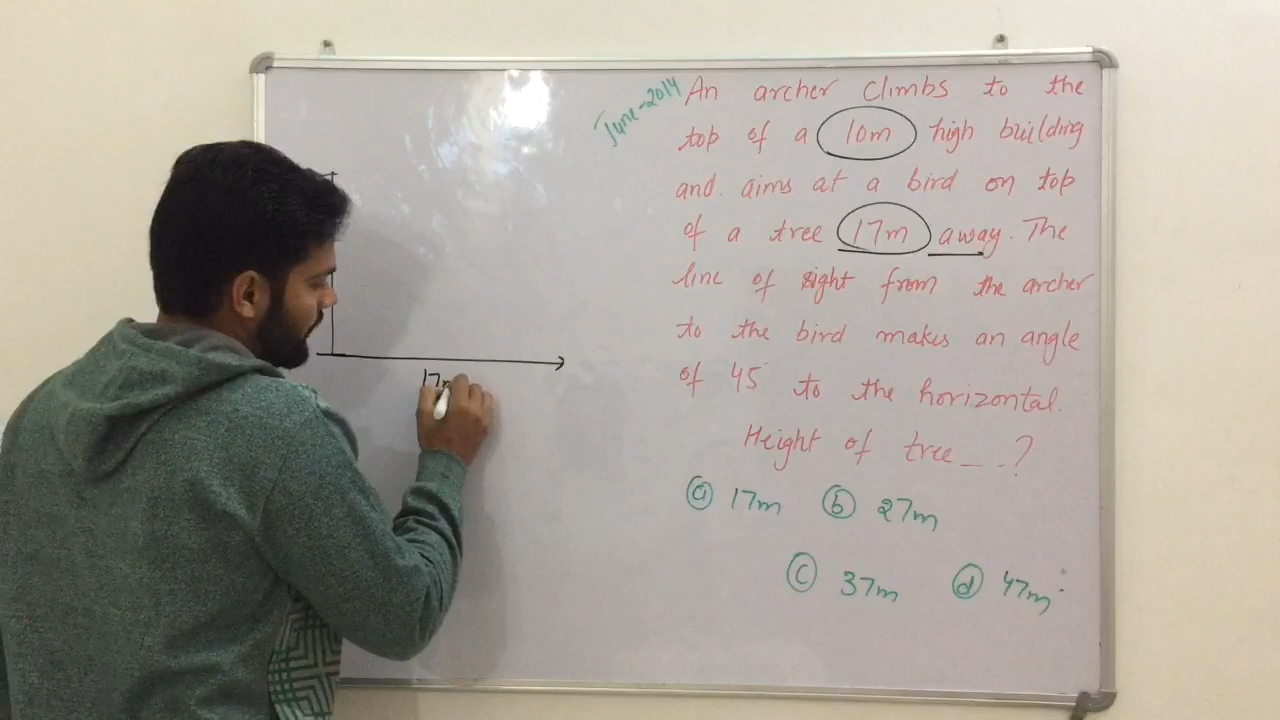 June-2014
An archer climbs to the
top of a 10m high building
and. aims at a bird on top
of a tree 17m away. The
line of sight from the archer
to the bird makes an angle
of 45° to the horizontal.
Height of tree _ _ . ?
ⓐ 17m ⓑ 27m
ⓒ 37m ⓓ 47m
17m